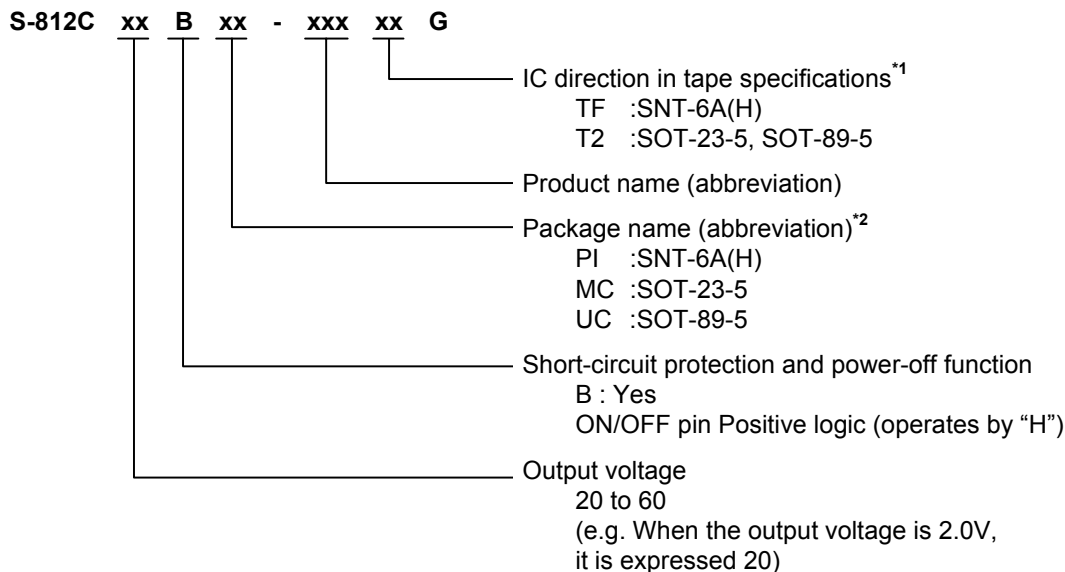 S-812C xx B xx - xxx xx G
IC direction in tape specifications*1
TF :SNT-6A(H)
T2 :SOT-23-5, SOT-89-5
Product name (abbreviation)
Package name (abbreviation)*2
PI :SNT-6A(H)
MC :SOT-23-5
UC :SOT-89-5
Short-circuit protection and power-off function
B : Yes
ON/OFF pin Positive logic (operates by “H”)
Output voltage
20 to 60
(e.g. When the output voltage is 2.0V,
it is expressed 20)